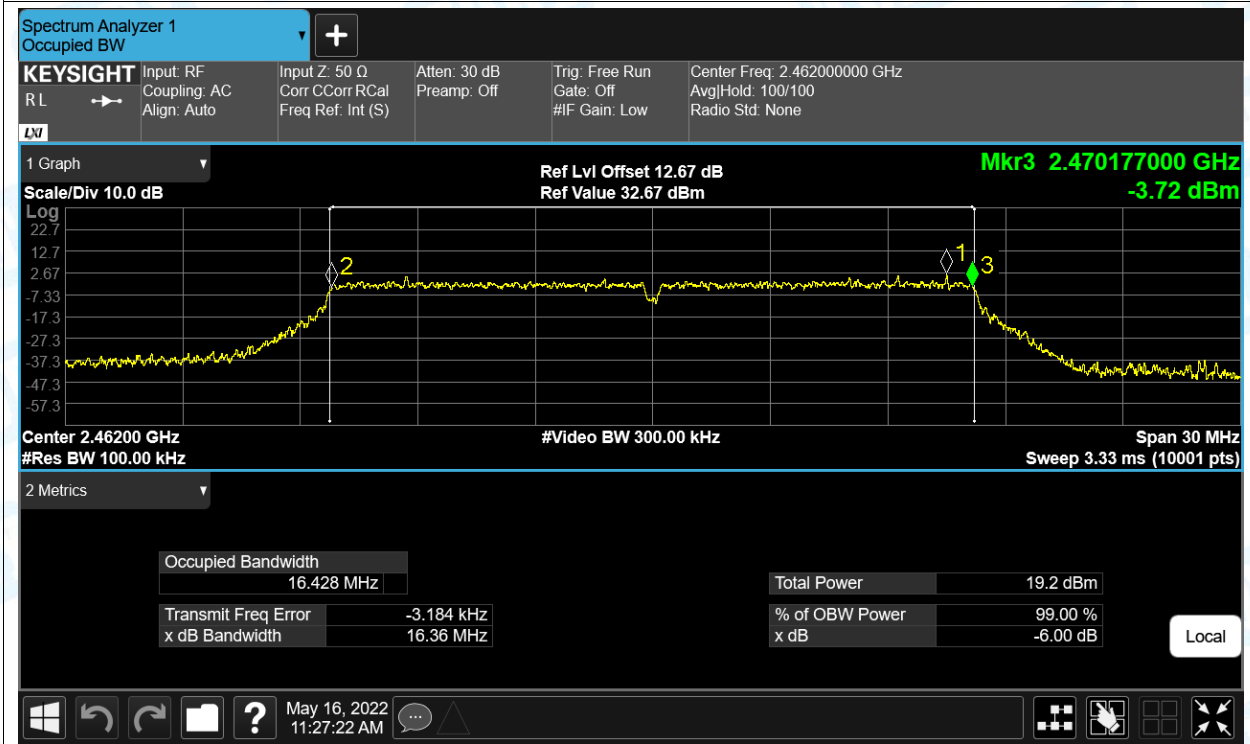 Spectrum Analyzer 1
Occupied BW
KEYSIGHT
R L
LXI
Input: RF
Coupling: AC
Align: Auto
Input Z: 50 Ω
Corr CCorr RCal
Freq Ref: Int (S)
Atten: 30 dB
Preamp: Off
Trig: Free Run
Gate: Off
#IF Gain: Low
Center Freq: 2.462000000 GHz
Avg|Hold: 100/100
Radio Std: None
1 Graph
Scale/Div 10.0 dB
Ref Lvl Offset 12.67 dB
Ref Value 32.67 dBm
Mkr3 2.470177000 GHz
-3.72 dBm
Log
22.7
12.7
2.67
-7.33
-17.3
-27.3
-37.3
-47.3
-57.3
2
1
3
Center 2.46200 GHz
#Video BW 300.00 kHz
Span 30 MHz
#Res BW 100.00 kHz
Sweep 3.33 ms (10001 pts)
2 Metrics
Occupied Bandwidth
16.428 MHz
Total Power 19.2 dBm
Transmit Freq Error -3.184 kHz
% of OBW Power 99.00 %
x dB Bandwidth 16.36 MHz
x dB -6.00 dB
Local
?
May 16, 2022
11:27:22 AM